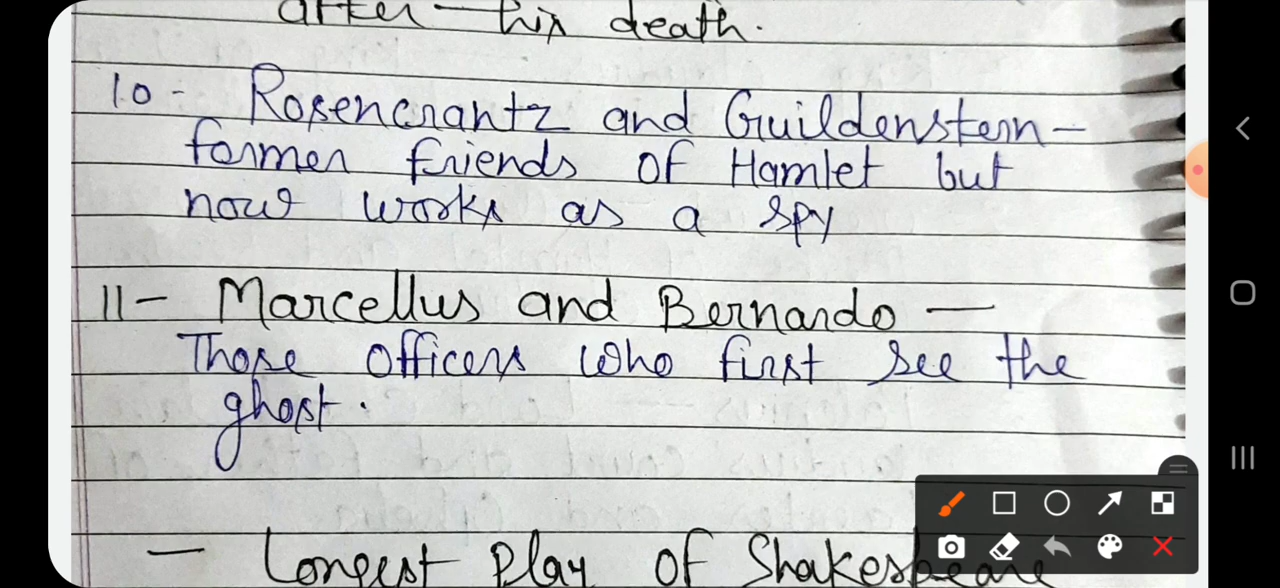 after his death.
10- Rosencrantz and Guildenstern-
former friends of Hamlet but
now works as a spy
11- Marcellus and Bernardo —
Those officers who first see the
ghost.
— Longest Play of Shakespeare